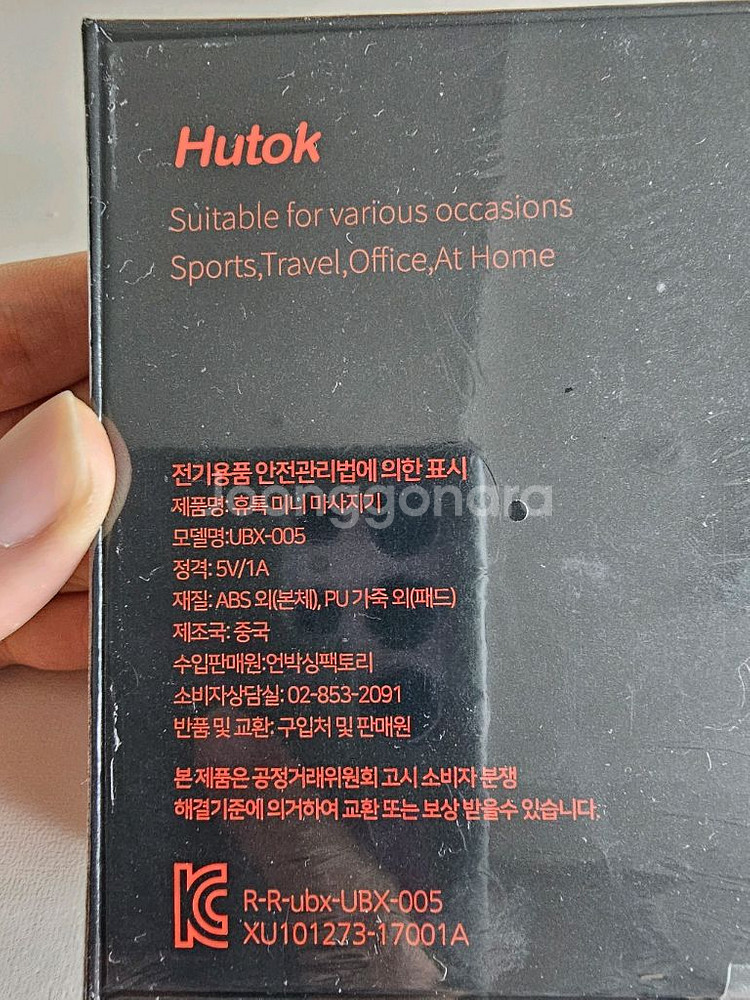 Hutok
Suitable for various occasions
Sports,Travel,Office,At Home
전기용품 안전관리법에 의한 표시
제품명: 휴톡 미니 마사지기
joonggonara
모델명:UBX-005
정격: 5V/1A
재질: ABS 외(본체), PU 가죽 외(패드)
제조국: 중국
수입판매원:언박싱팩토리
소비자상담실: 02-853-2091
반품 및 교환: 구입처 및 판매원
본 제품은 공정거래위원회 고시 소비자 분쟁
해결기준에 의거하여 교환 또는 보상 받을수 있습니다.
R-R-ubx-UBX-005
XU101273-17001A